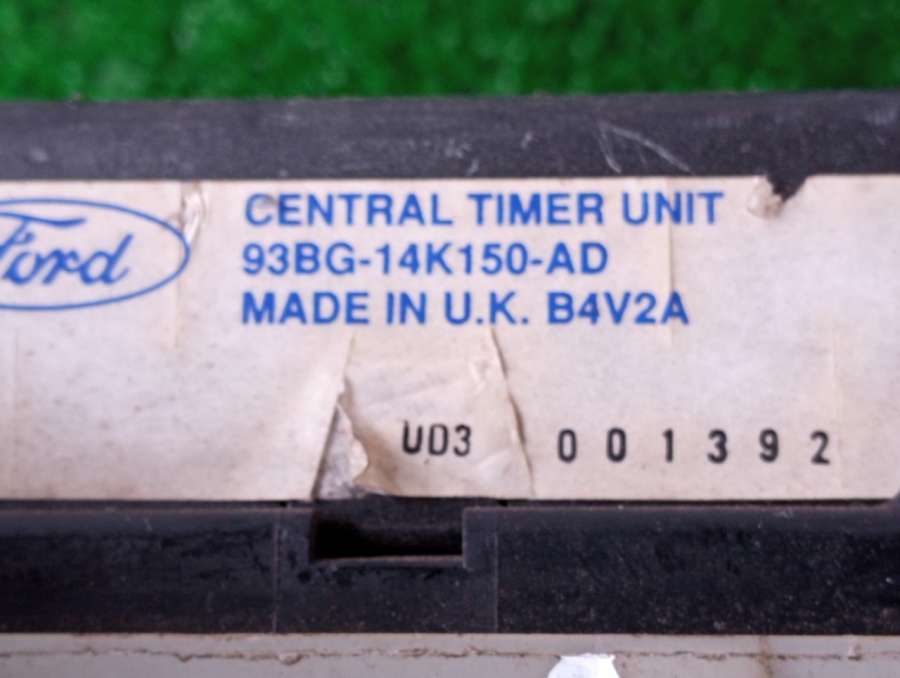 Ford
CENTRAL TIMER UNIT
93BG-14K150-AD
MADE IN U.K. B4V2A
UD3 001392